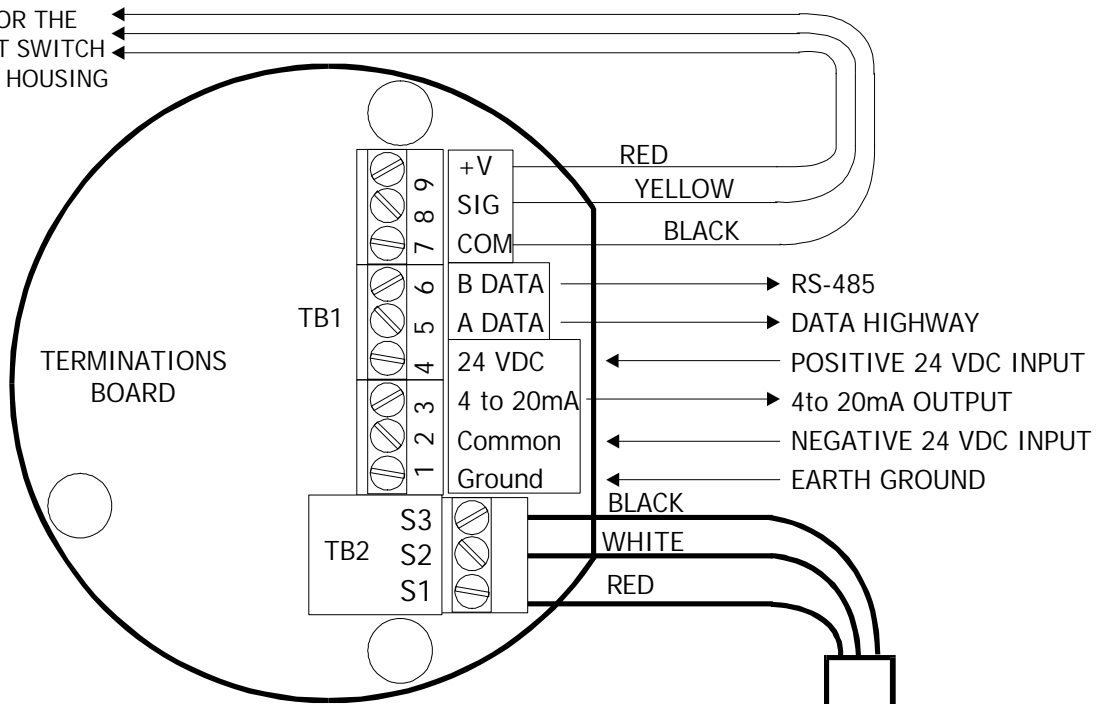 OR THE
T SWITCH
HOUSING
+V
SIG
COM
9
8
7
RED
YELLOW
BLACK
B DATA
A DATA
6
5
4
RS-485
DATA HIGHWAY
TB1
TERMINATIONS
BOARD
24 VDC
4 to 20mA
Common
Ground
3
2
1
POSITIVE 24 VDC INPUT
4to 20mA OUTPUT
NEGATIVE 24 VDC INPUT
EARTH GROUND
TB2
S3
S2
S1
BLACK
WHITE
RED